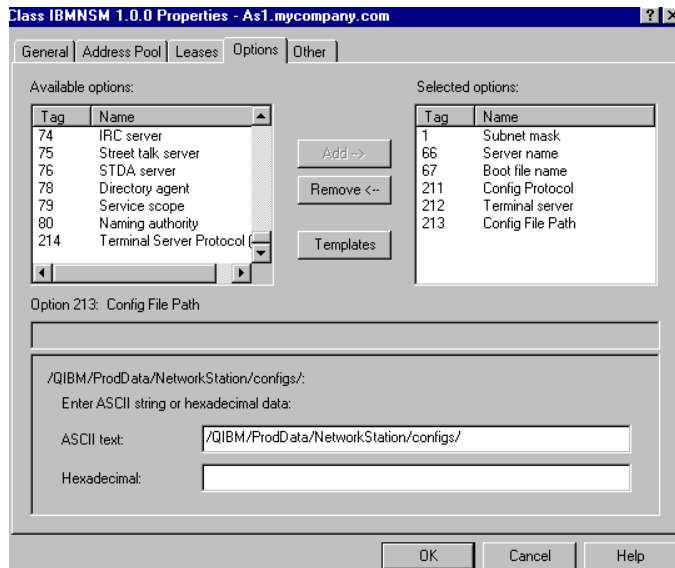 Class IBMNSM 1.0.0 Properties - As1.mycompany.com
General Address Pool Leases Options Other
Available options:
Selected options:
Tag Name
74 IRC server
75 Street talk server
76 STDA server
78 Directory agent
79 Service scope
80 Naming authority
214 Terminal Server Protocol (
Add -->
Remove <--
Templates
Tag Name
1 Subnet mask
66 Server name
67 Boot file name
211 Config Protocol
212 Terminal server
213 Config File Path
Option 213: Config File Path
/QIBM/ProdData/NetworkStation/configs/:
Enter ASCII string or hexadecimal data:
ASCII text: /QIBM/ProdData/NetworkStation/configs/
Hexadecimal:
OK Cancel Help